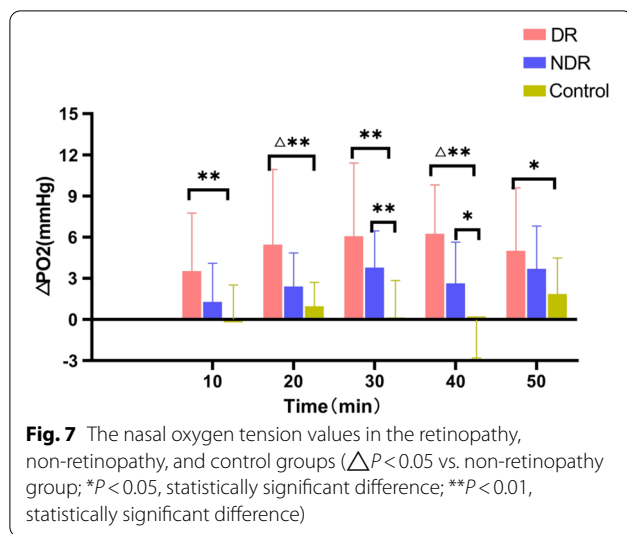 DR
NDR
Control
ΔPO2(mmHg)
15
12
9
6
3
0
-3
**
△**
**
**
△**
*
*
10 20 30 40 50
Time(min)
Fig. 7 The nasal oxygen tension values in the retinopathy,
non-retinopathy, and control groups (△P < 0.05 vs. non-retinopathy
group; *P < 0.05, statistically significant difference; **P < 0.01,
statistically significant difference)